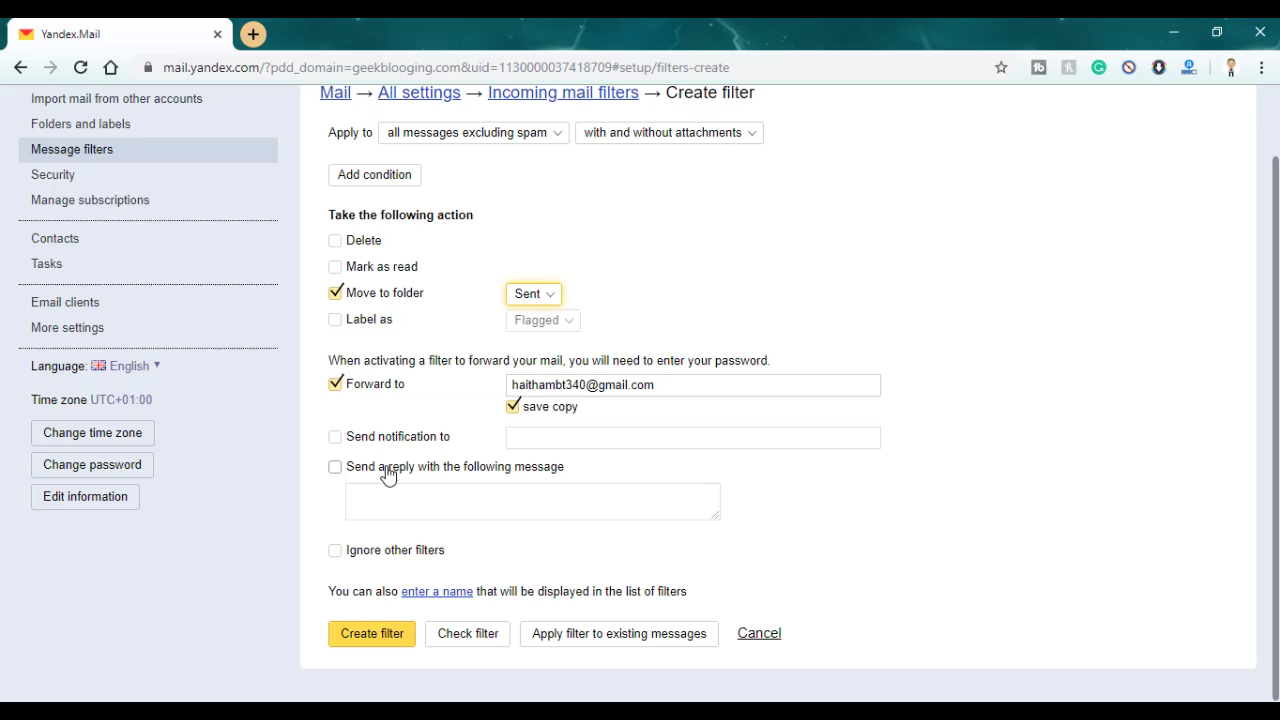 Yandex.Mail
mail.yandex.com/?pdd_domain=geekblooging.com&uid=1130000037418709#setup/filters-create
Import mail from other accounts
Folders and labels
Message filters
Security
Manage subscriptions
Contacts
Tasks
Email clients
More settings
Language: English
Time zone UTC+01:00
Change time zone
Change password
Edit information
Mail → All settings → Incoming mail filters → Create filter
Apply to all messages excluding spam with and without attachments
Add condition
Take the following action
Delete
Mark as read
Move to folder Sent
Label as Flagged
When activating a filter to forward your mail, you will need to enter your password.
Forward to haithambt340@gmail.com
save copy
Send notification to
Send a reply with the following message
Ignore other filters
You can also enter a name that will be displayed in the list of filters
Create filter Check filter Apply filter to existing messages Cancel